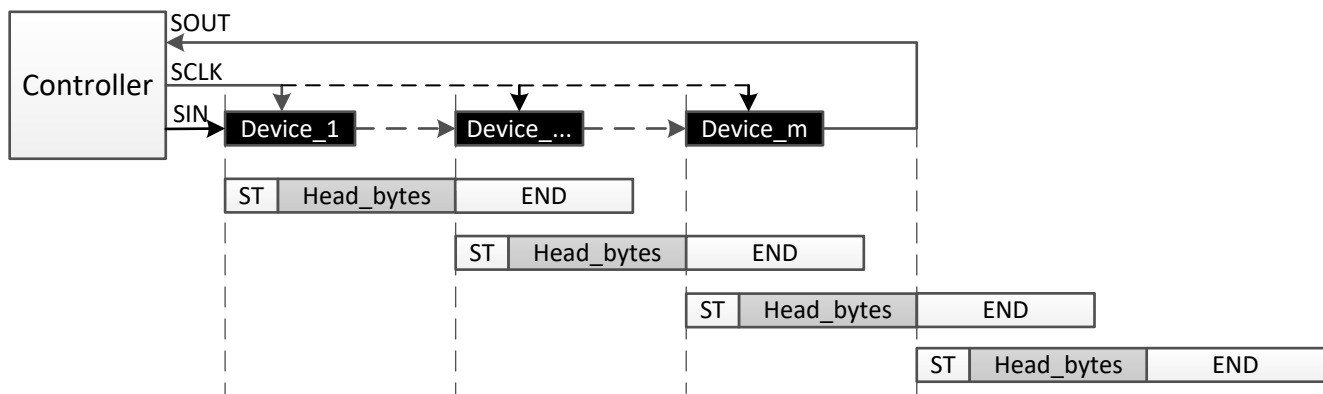 SOUT
Controller
SCLK
SIN
Device_1 Device_... Device_m
ST Head_bytes END
ST Head_bytes END
ST Head_bytes END
ST Head_bytes END